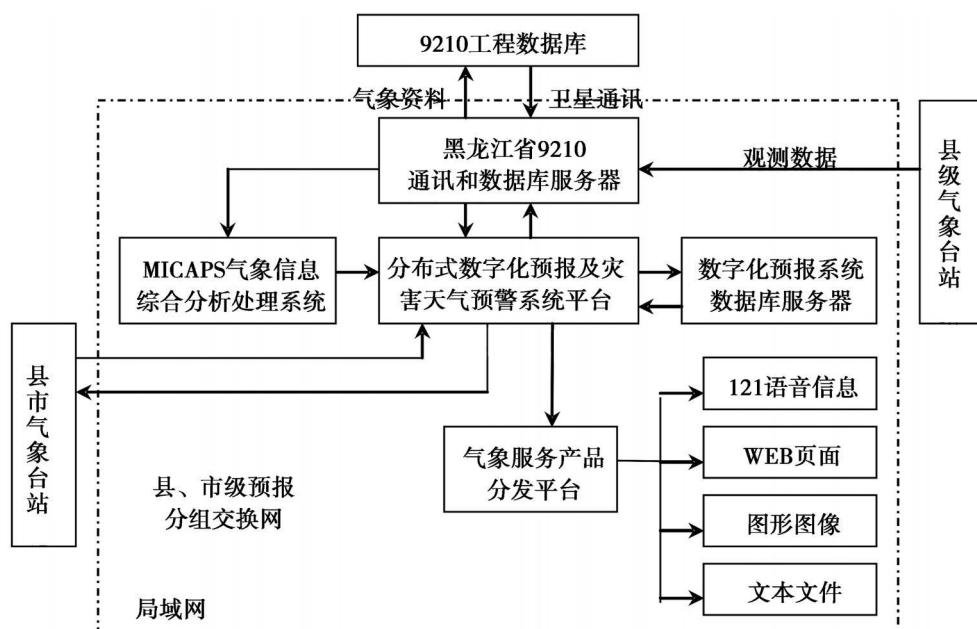 9210工程数据库
气象资料
卫星通讯
黑龙江省9210
通讯和数据库服务器
观测数据
县级气象台站
MICAPS气象信息
综合分析处理系统
分布式数字化预报及灾
害天气预警系统平台
数字化预报系统
数据库服务器
县市气象台站
121语音信息
气象服务产品
分发平台
WEB页面
县、市级预报
分组交换网
图形图像
文本文件
局域网